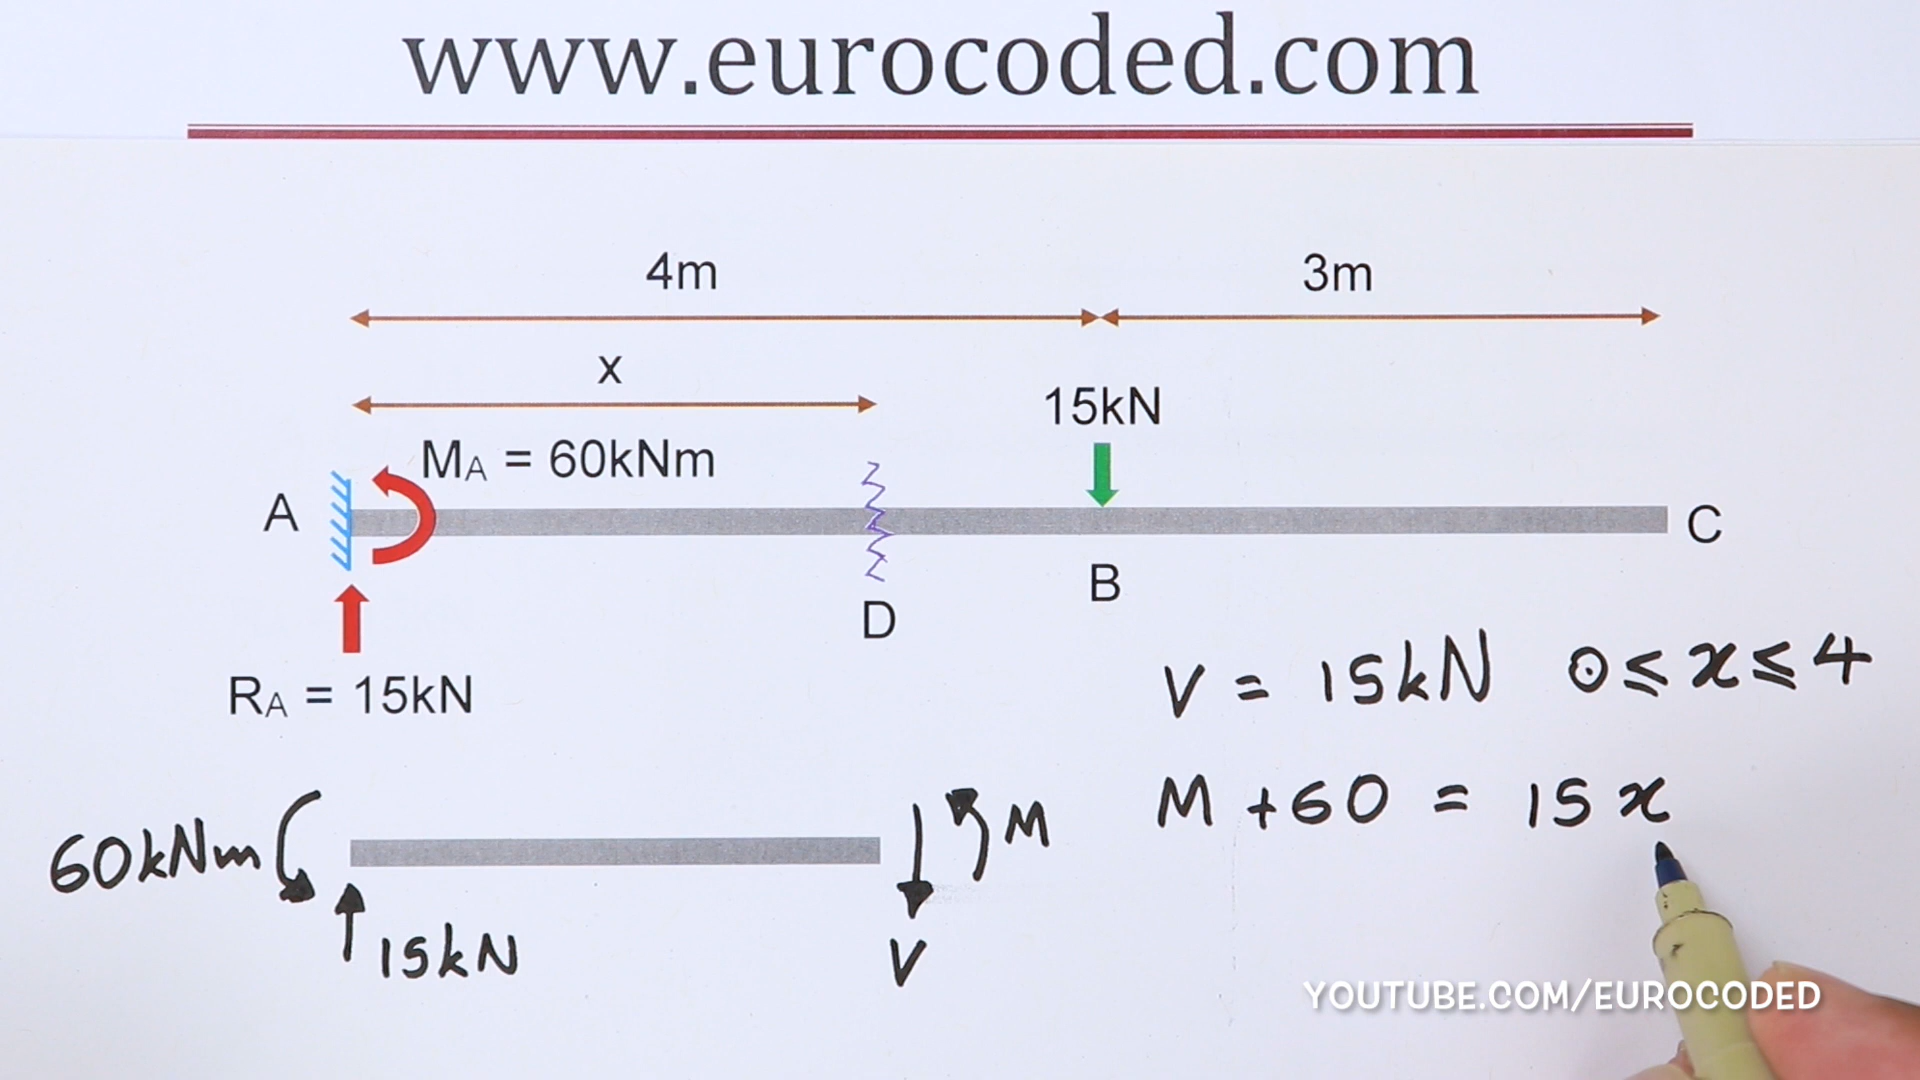 www.eurocoded.com
4m 3m
x
15kN
MA = 60kNm
A
C
B
D
RA = 15kN
V = 15kN 0 ≤ x ≤ 4
M + 60 = 15x
60kNm
M
15kN
V
YOUTUBE.COM/EUROCODED